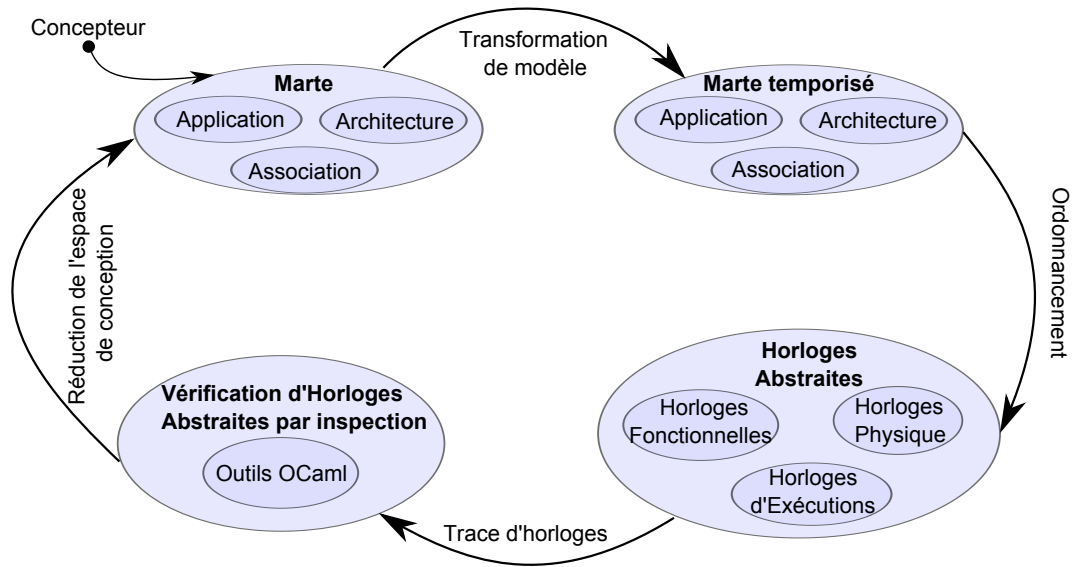 Concepteur
Transformation
de modèle
Marte
Application
Architecture
Association
Marte temporisé
Application
Architecture
Association
Ordonnancement
Horloges
Abstraites
Horloges
Fonctionnelles
Horloges
Physique
Horloges
d'Exécutions
Trace d'horloges
Vérification d'Horloges
Abstraites par inspection
Outils OCaml
Réduction de l'espace
de conception